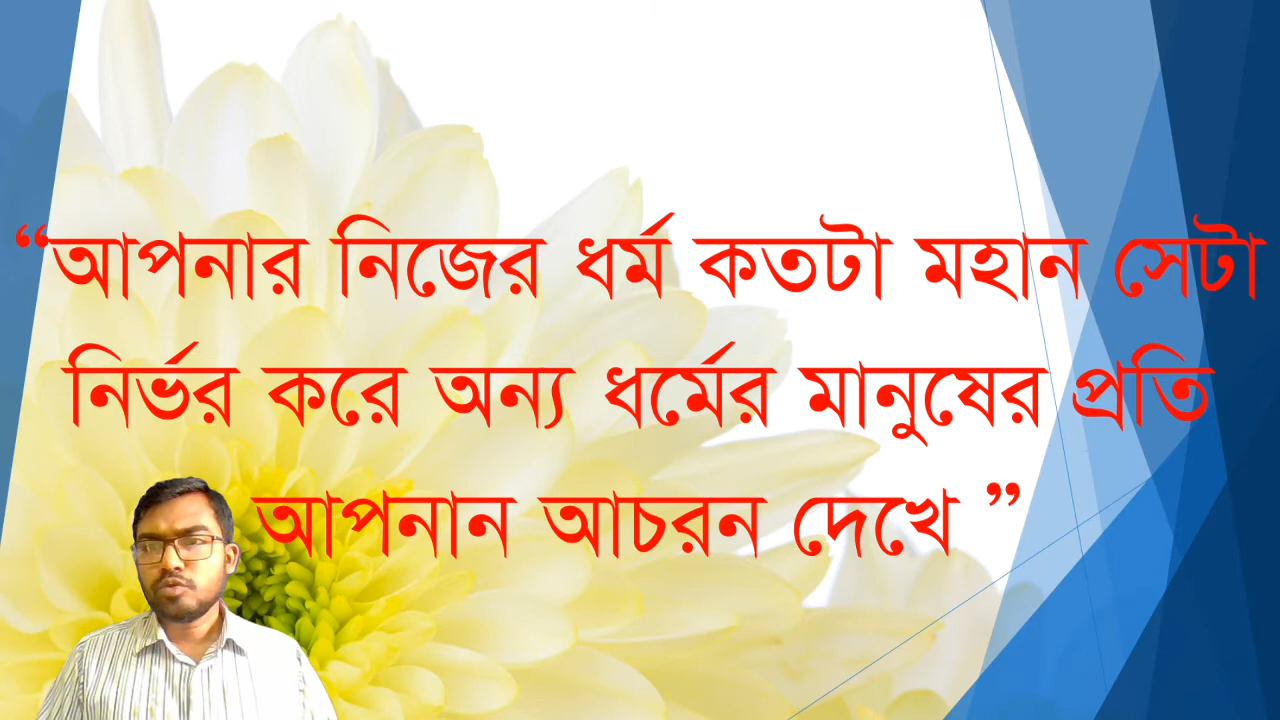 “আপনার নিজের ধর্ম কতটা মহান সেটা
নির্ভর করে অন্য ধর্মের মানুষের প্রতি
আপনান আচরন দেখে ”